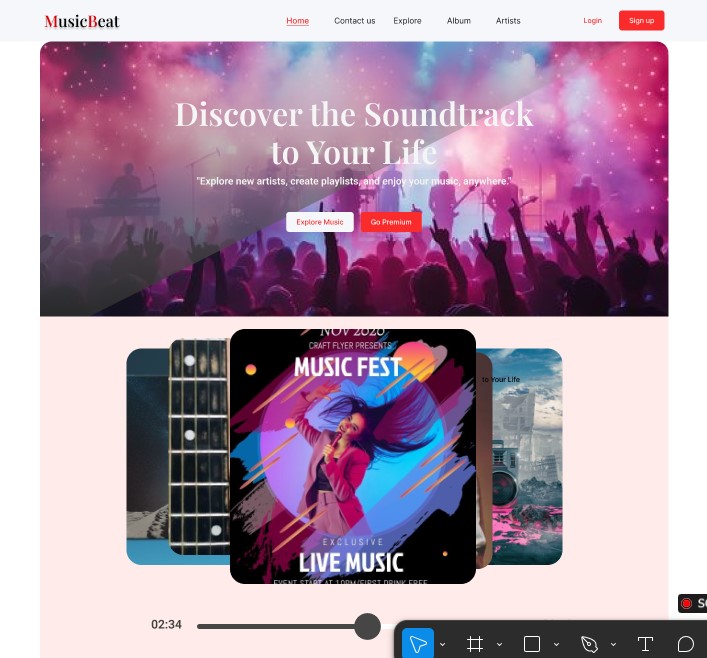 MusicBeat
Home Contact us Explore Album Artists Login Sign up
Discover the Soundtrack
to Your Life
"Explore new artists, create playlists, and enjoy your music, anywhere."
Explore Music Go Premium
NOV 2020
CRAFT FLYER PRESENTS
MUSIC FEST
to Your Life
EXCLUSIVE
LIVE MUSIC
EVENT START AT 10PM/FIRST DRINK FREE
02:34